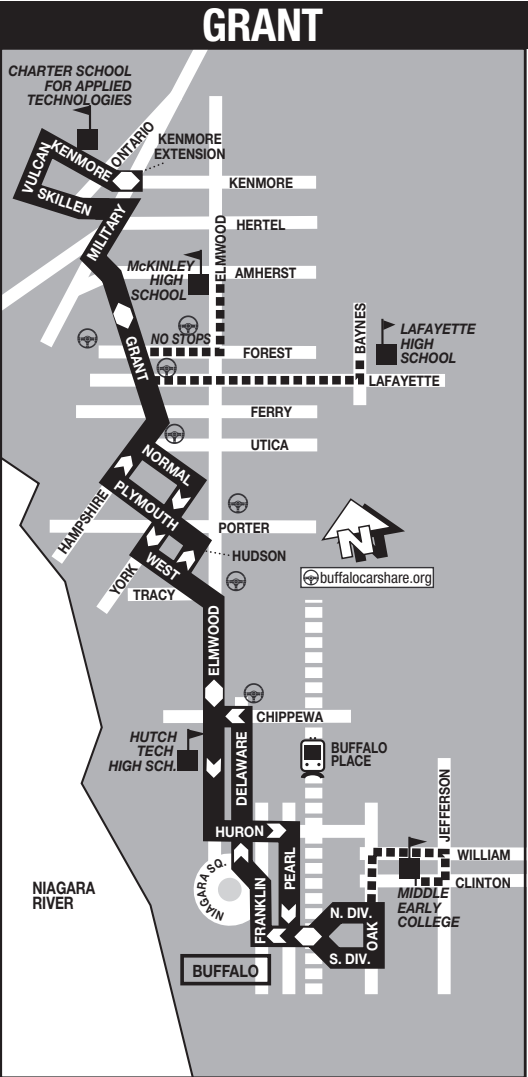 GRANT
CHARTER SCHOOL
FOR APPLIED
TECHNOLOGIES
ONTARIO
KENMORE
EXTENSION
VULCAN
KENMORE
SKILLEN
KENMORE
MILITARY
HERTEL
ELMWOOD
McKINLEY
HIGH
SCHOOL
AMHERST
NO STOPS
FOREST
BAYNES
LAFAYETTE
HIGH
SCHOOL
GRANT
LAFAYETTE
FERRY
UTICA
NORMAL
PLYMOUTH
HAMPSHIRE
PORTER
HUDSON
WEST
YORK
TRACY
N
buffalocarshare.org
ELMWOOD
CHIPPEWA
HUTCH
TECH
HIGH SCH.
DELAWARE
BUFFALO
PLACE
JEFFERSON
HURON
PEARL
WILLIAM
CLINTON
NIAGARA SQ.
NIAGARA
RIVER
FRANKLIN
MIDDLE
EARLY
COLLEGE
N. DIV.
OAK
S. DIV.
BUFFALO